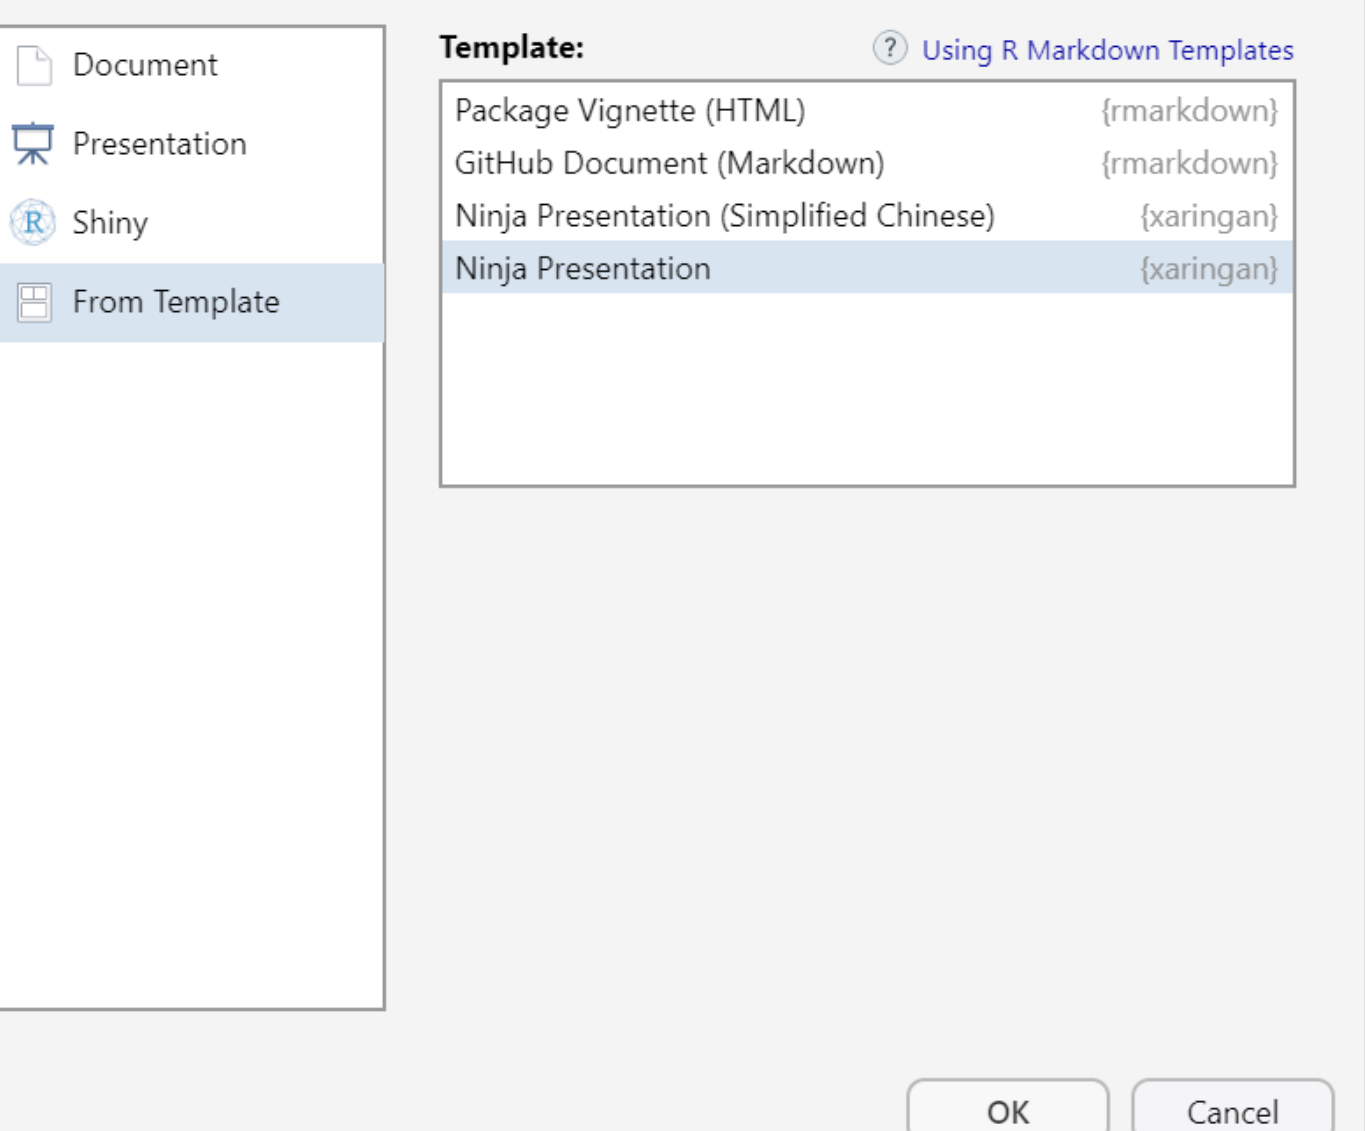 Document
Presentation
Shiny
From Template
Template:
? Using R Markdown Templates
Package Vignette (HTML) {rmarkdown}
GitHub Document (Markdown) {rmarkdown}
Ninja Presentation (Simplified Chinese) {xaringan}
Ninja Presentation {xaringan}
OK Cancel